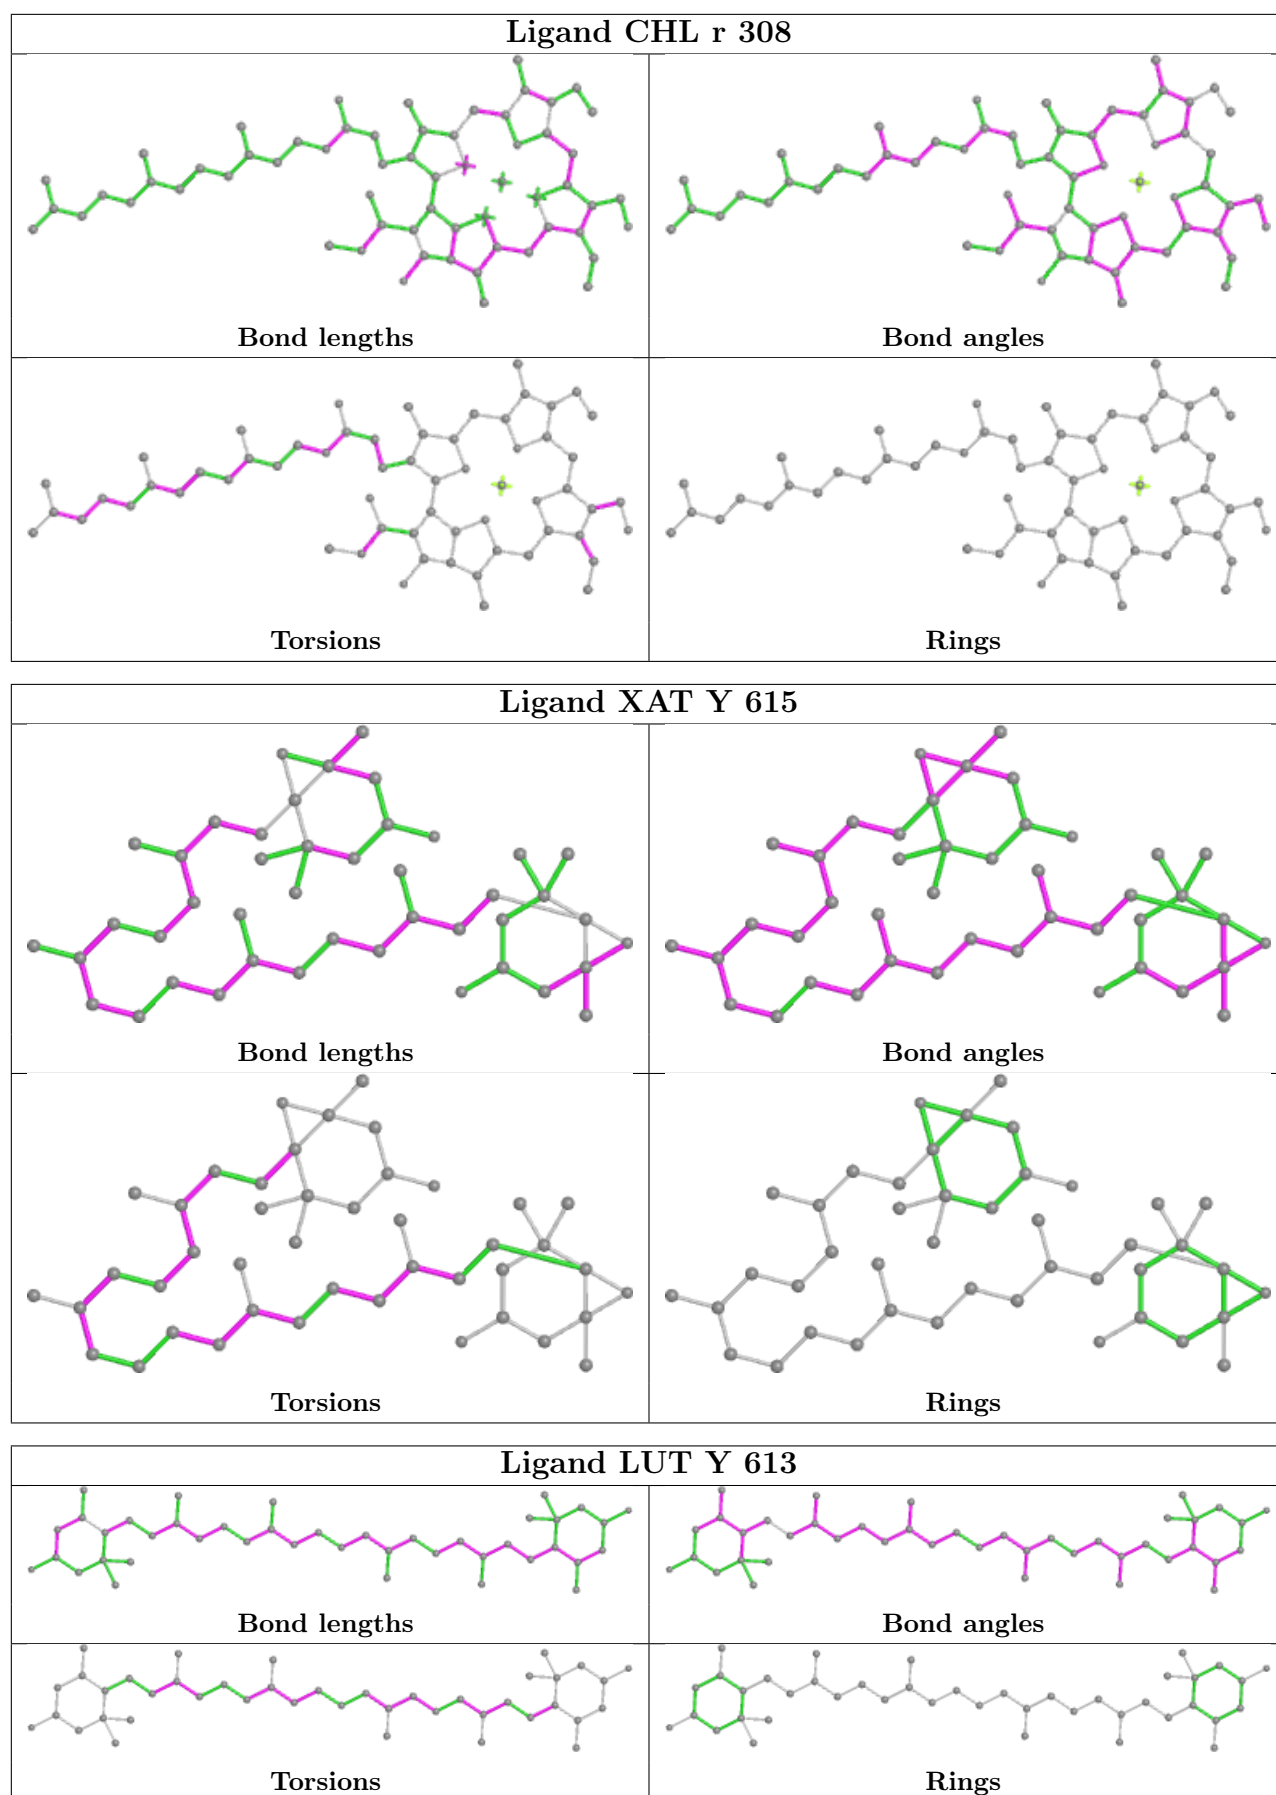 Ligand CHL r 308
Bond lengths
Bond angles
Torsions
Rings
Ligand XAT Y 615
Bond lengths
Bond angles
Torsions
Rings
Ligand LUT Y 613
Bond lengths
Bond angles
Torsions
Rings